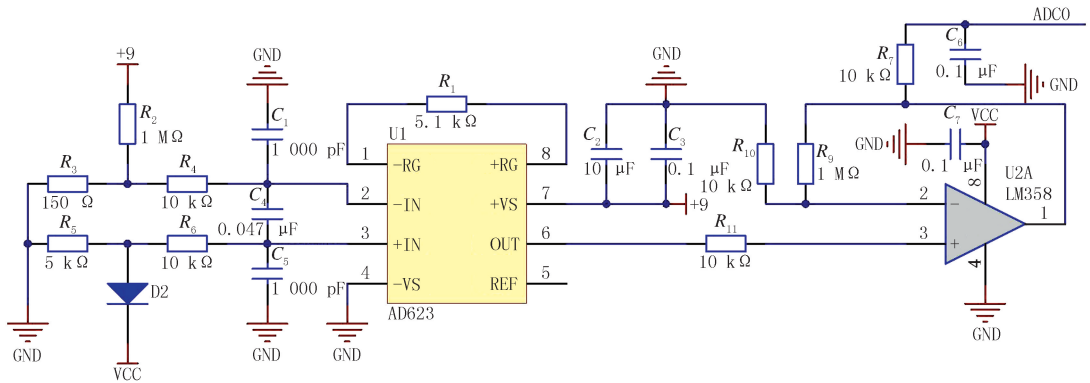 ADC0
+9
GND
R₂
1 MΩ
C₁
1 000 pF
R₁
5.1 kΩ
U1
1
-RG
+RG
8
2
-IN
+VS
7
3
+IN
OUT
6
4
-VS
REF
5
AD623
R₃
150 Ω
R₄
10 kΩ
C₄
0.047 μF
R₅
5 kΩ
R₆
10 kΩ
C₅
1 000 pF
D2
GND
VCC
GND
GND
GND
C₂
10 μF
C₃
0.1 μF
+9
R₁₀
10 kΩ
R₉
1 MΩ
R₁₁
10 kΩ
R₇
10 kΩ
C₆
0.1 μF
GND
C₇
0.1 μF
GND
VCC
U2A
LM358
8
2
-
1
3
+
4
GND